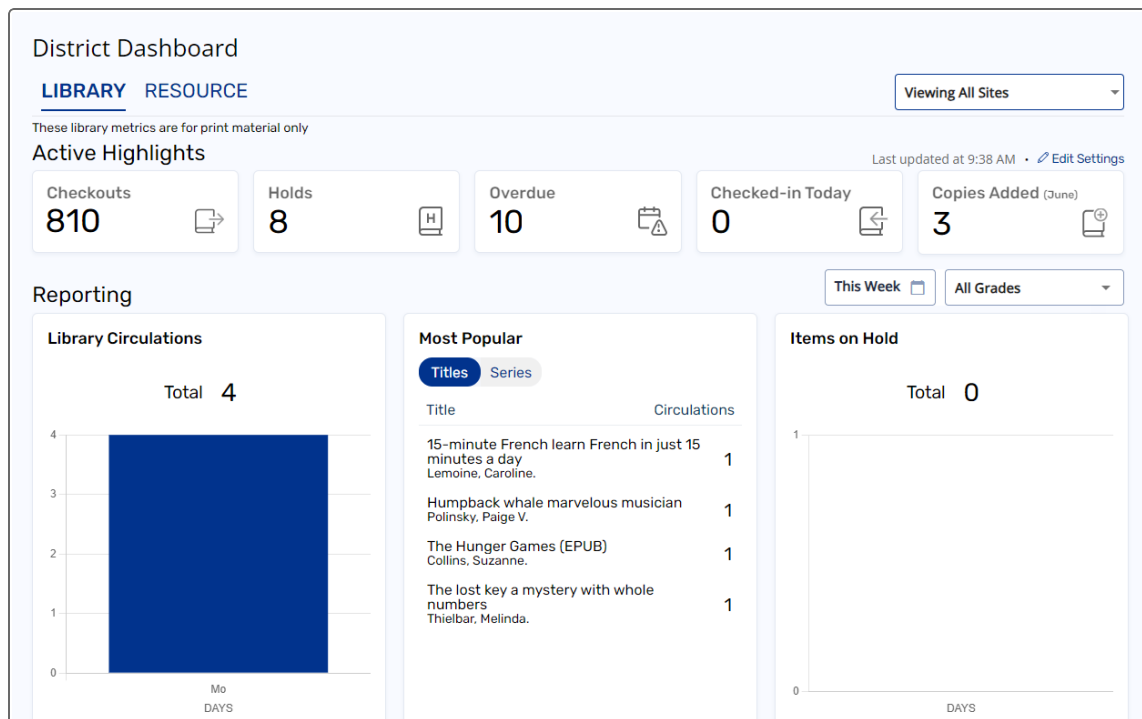 District Dashboard
LIBRARY RESOURCE
Viewing All Sites
These library metrics are for print material only
Active Highlights
Last updated at 9:38 AM • Edit Settings
Checkouts
810
Holds
8
H
Overdue
10
Checked-in Today
0
Copies Added (June)
3
Reporting
This Week
All Grades
Library Circulations
Total 4
4
3
2
1
0
Mo
DAYS
Most Popular
Titles Series
Title Circulations
15-minute French learn French in just 15
minutes a day
Lemoine, Caroline.
1
Humpback whale marvelous musician
Polinsky, Paige V.
1
The Hunger Games (EPUB)
Collins, Suzanne.
1
The lost key a mystery with whole
numbers
Thielbar, Melinda.
1
Items on Hold
Total 0
1
0
DAYS